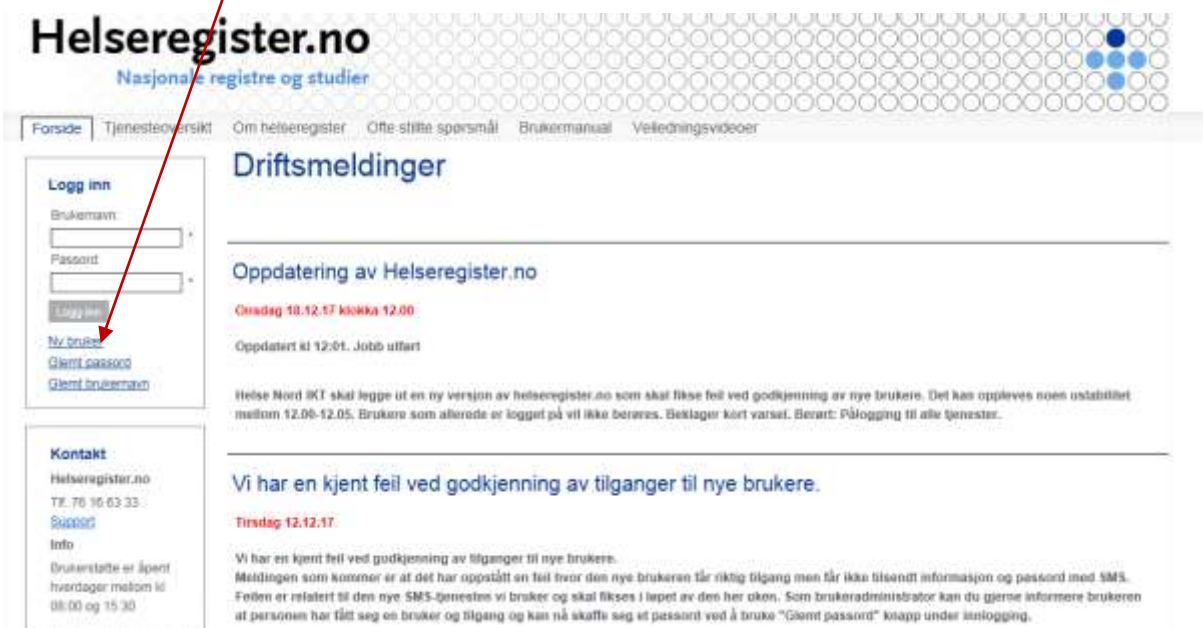 Helseregister.no
Nasjonale registre og studier
Forside Tjenesteoversikt Om helseregister Ofte stilte spørsmål Brukermanual Veiledningsvideoer
Logg inn
Brukernavn:
*
Passord
*
Logg inn
Ny bruker
Glemt passord
Glemt brukernavn
Kontakt
Helseregister.no
Tlf. 76 16 63 33
Support
Info
Brukerstøtte er åpent
hverdager mellom kl
08:00 og 15:30
Driftsmeldinger
Oppdatering av Helseregister.no
Onsdag 18.12.17 klokka 12.00
Oppdatert kl 12:01. Jobb utført
Helse Nord IKT skal legge ut en ny versjon av helseregister.no som skal fikse feil ved godkjenning av nye brukere. Det kan oppleves noen ustabilitet
mellom 12.00-12.05. Brukere som allerede er logget på vil ikke berøres. Beklager kort varsel. Berørt: Pålogging til alle tjenester.
Vi har en kjent feil ved godkjenning av tilganger til nye brukere.
Tirsdag 12.12.17
Vi har en kjent feil ved godkjenning av tilganger til nye brukere.
Meldingen som kommer er at det har oppstått en feil hvor den nye brukeren får riktig tilgang men får ikke tilsendt informasjon og passord med SMS.
Feilen er relatert til den nye SMS-tjenesten vi bruker og skal fikses i løpet av den her uken. Som brukeradministrator kan du gjerne informere brukeren
at personen har fått seg en bruker og tilgang og kan nå skaffe seg et passord ved å bruke "Glemt passord" knapp under innlogging.